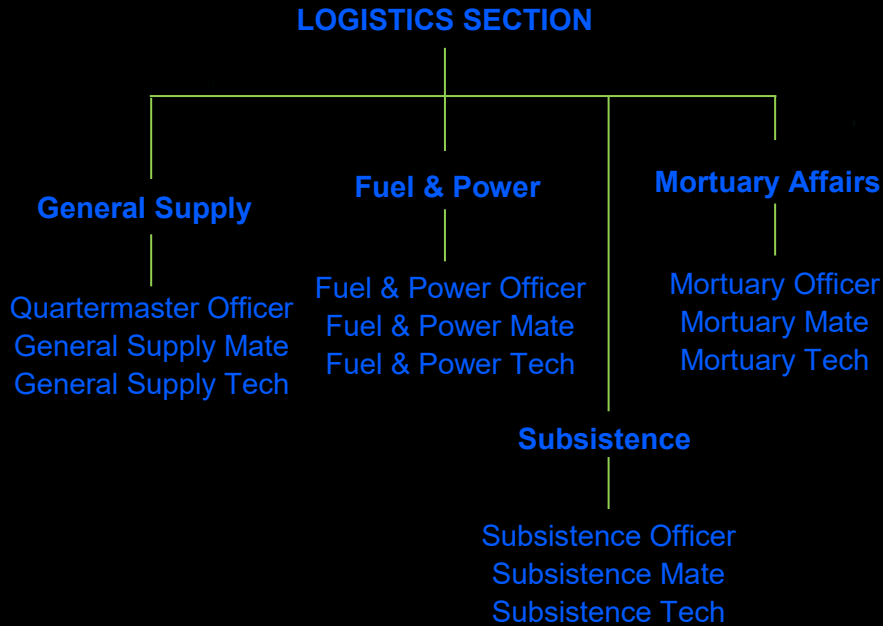 LOGISTICS SECTION
General Supply
Quartermaster Officer
General Supply Mate
General Supply Tech
Fuel & Power
Fuel & Power Officer
Fuel & Power Mate
Fuel & Power Tech
Subsistence
Subsistence Officer
Subsistence Mate
Subsistence Tech
Mortuary Affairs
Mortuary Officer
Mortuary Mate
Mortuary Tech